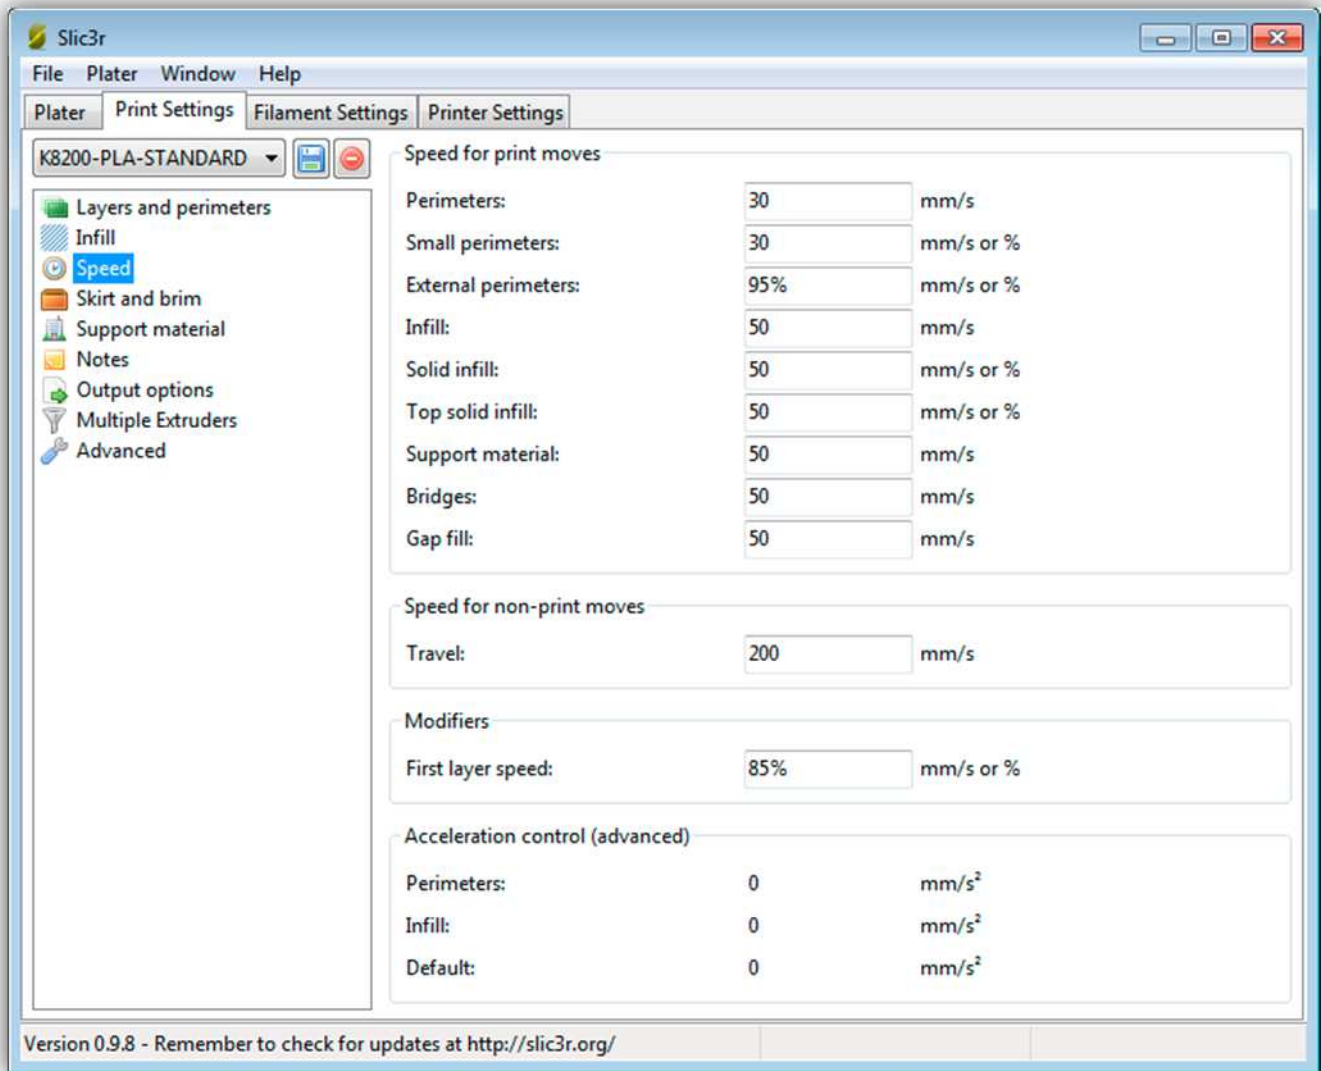 Slic3r
File Plater Window Help
Plater Print Settings Filament Settings Printer Settings
K8200-PLA-STANDARD
Layers and perimeters
Infill
Speed
Skirt and brim
Support material
Notes
Output options
Multiple Extruders
Advanced
Speed for print moves
Perimeters: 30 mm/s
Small perimeters: 30 mm/s or %
External perimeters: 95% mm/s or %
Infill: 50 mm/s
Solid infill: 50 mm/s or %
Top solid infill: 50 mm/s or %
Support material: 50 mm/s
Bridges: 50 mm/s
Gap fill: 50 mm/s
Speed for non-print moves
Travel: 200 mm/s
Modifiers
First layer speed: 85% mm/s or %
Acceleration control (advanced)
Perimeters: 0 mm/s²
Infill: 0 mm/s²
Default: 0 mm/s²
Version 0.9.8 - Remember to check for updates at http://slic3r.org/